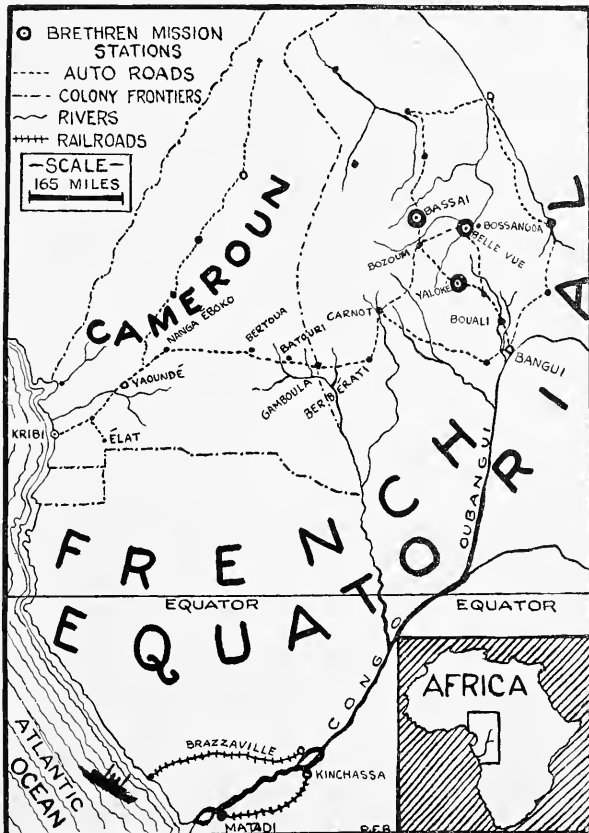 BRETHREN MISSION
STATIONS
AUTO ROADS
COLONY FRONTIERS
RIVERS
RAILROADS
-SCALE-
165 MILES
CAMEROUN
BASSAI
BOSSANGOA
BELLE VUE
BOZOUM
YALOKE
CARNOT
BOUALI
BANGUI
NANGA EBOKO
BERTOUA
BATOURI
GAMBOULA
BERIBERATI
YAOUNDÉ
KRIBI
ÉLAT
OUBANGUI
FRENCH
EQUATORIAL
EQUATOR
EQUATOR
CONGO
AFRICA
ATLANTIC
OCEAN
BRAZZAVILLE
KINCHASSA
MATADI